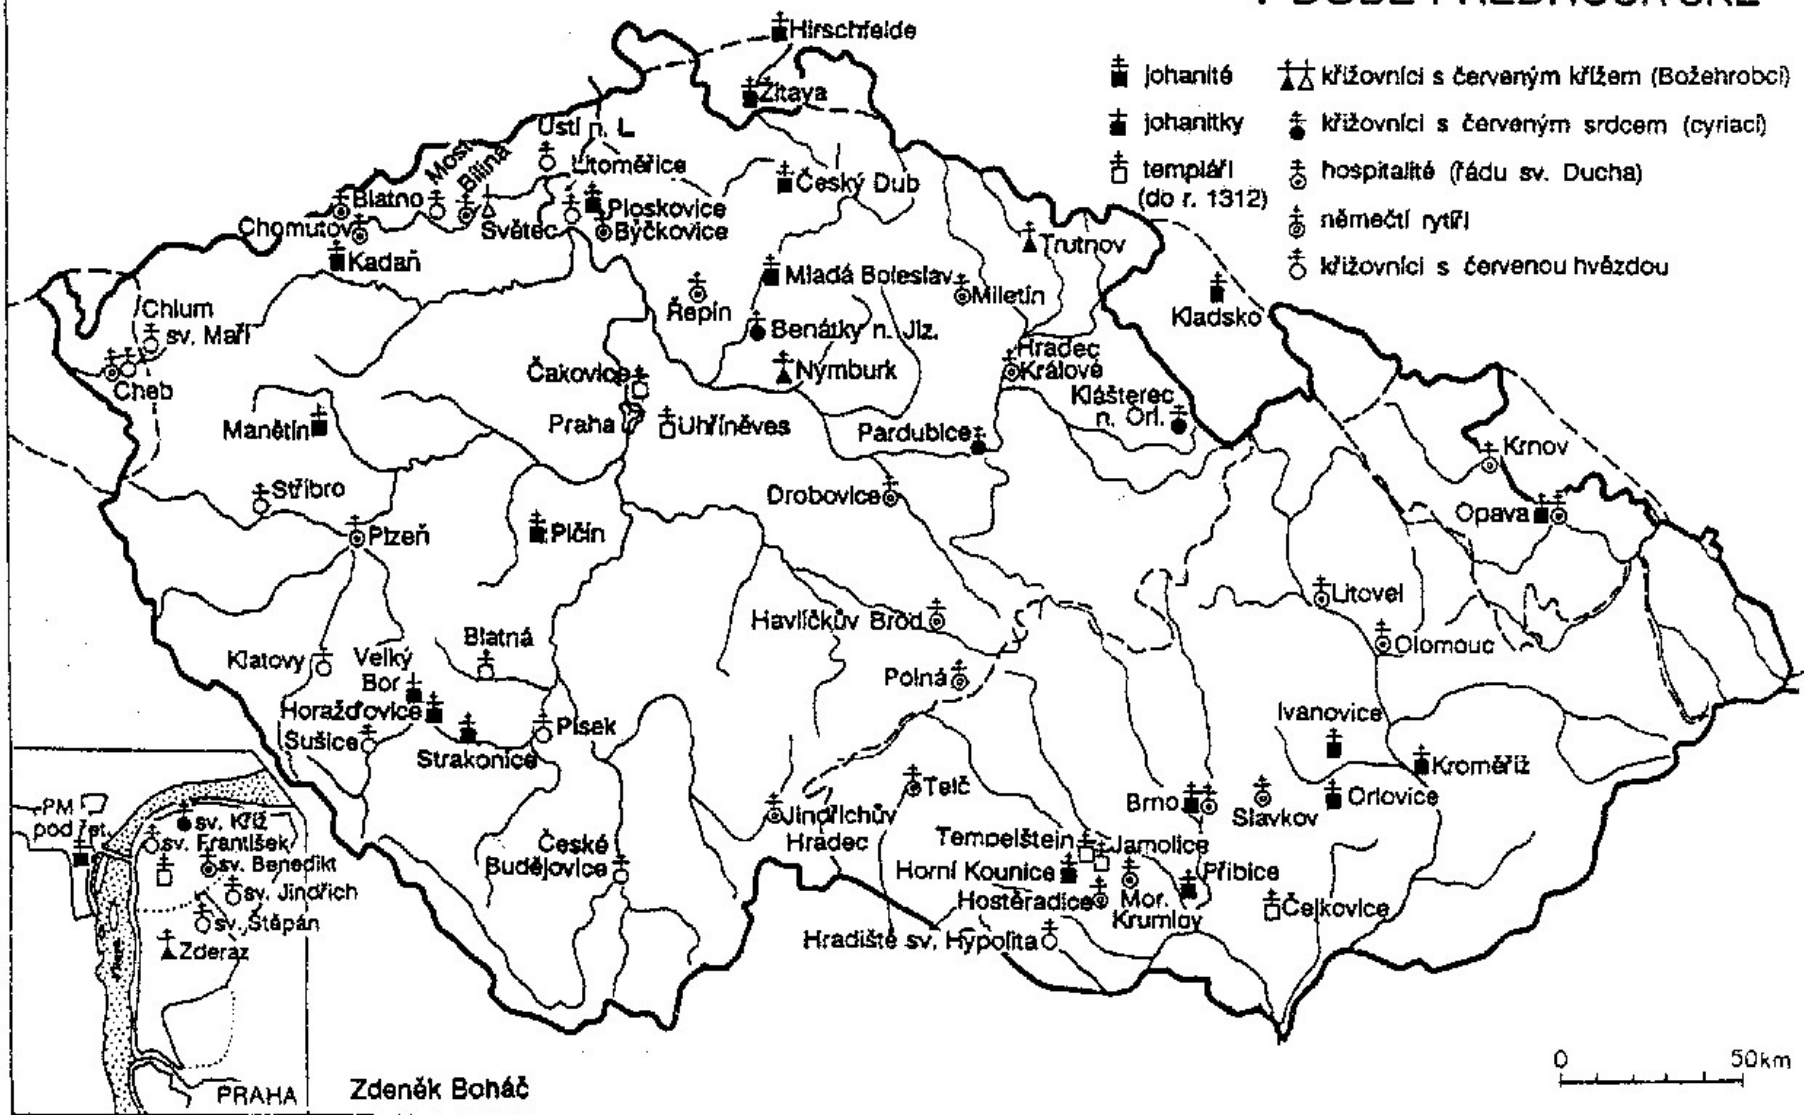 johanité
johanitky
templáři
(do r. 1312)
křižovníci s červeným křížem (Božehrobci)
křižovníci s červeným srdcem (cyriaci)
hospitalité (řádu sv. Ducha)
němečtí rytíři
křižovníci s červenou hvězdou
Hirschfelde
Žitava
Ústí n. L.
Most
Bílina
Litoměřice
Český Dub
Blatno
Ploskovice
Chomutov
Světec
Býčkovice
Trutnov
Kadaň
Mladá Boleslav
Miletín
Řepín
Kladsko
Chlum
sv. Maří
Benátky n. Jiz.
Cheb
Čakovice
Nymburk
Hradec
Králové
Klášterec
n. Orl.
Manětín
Praha
Uhříněves
Pardubice
Krnov
Stříbro
Drobovice
Opava
Plzeň
Plčín
Litovel
Havlíčkův Brod
Olomouc
Blatná
Klatovy
Velký
Bor
Polná
Horažďovice
Písek
Ivanovice
Sušice
Strakonice
Kroměříž
Telč
Orlovice
Brno
Slavkov
Jindřichův
Hradec
České
Budějovice
Tempelštein
Jamolice
Horní Kounice
Přibice
Hostěradice
Mor.
Krumlov
Čejkovice
Hradiště sv. Hypolita
PM
pod řet.
sv. Kříž
sv. František
sv. Benedikt
sv. Jindřich
sv. Štěpán
Zderaz
PRAHA
Zdeněk Boháč
0 50km